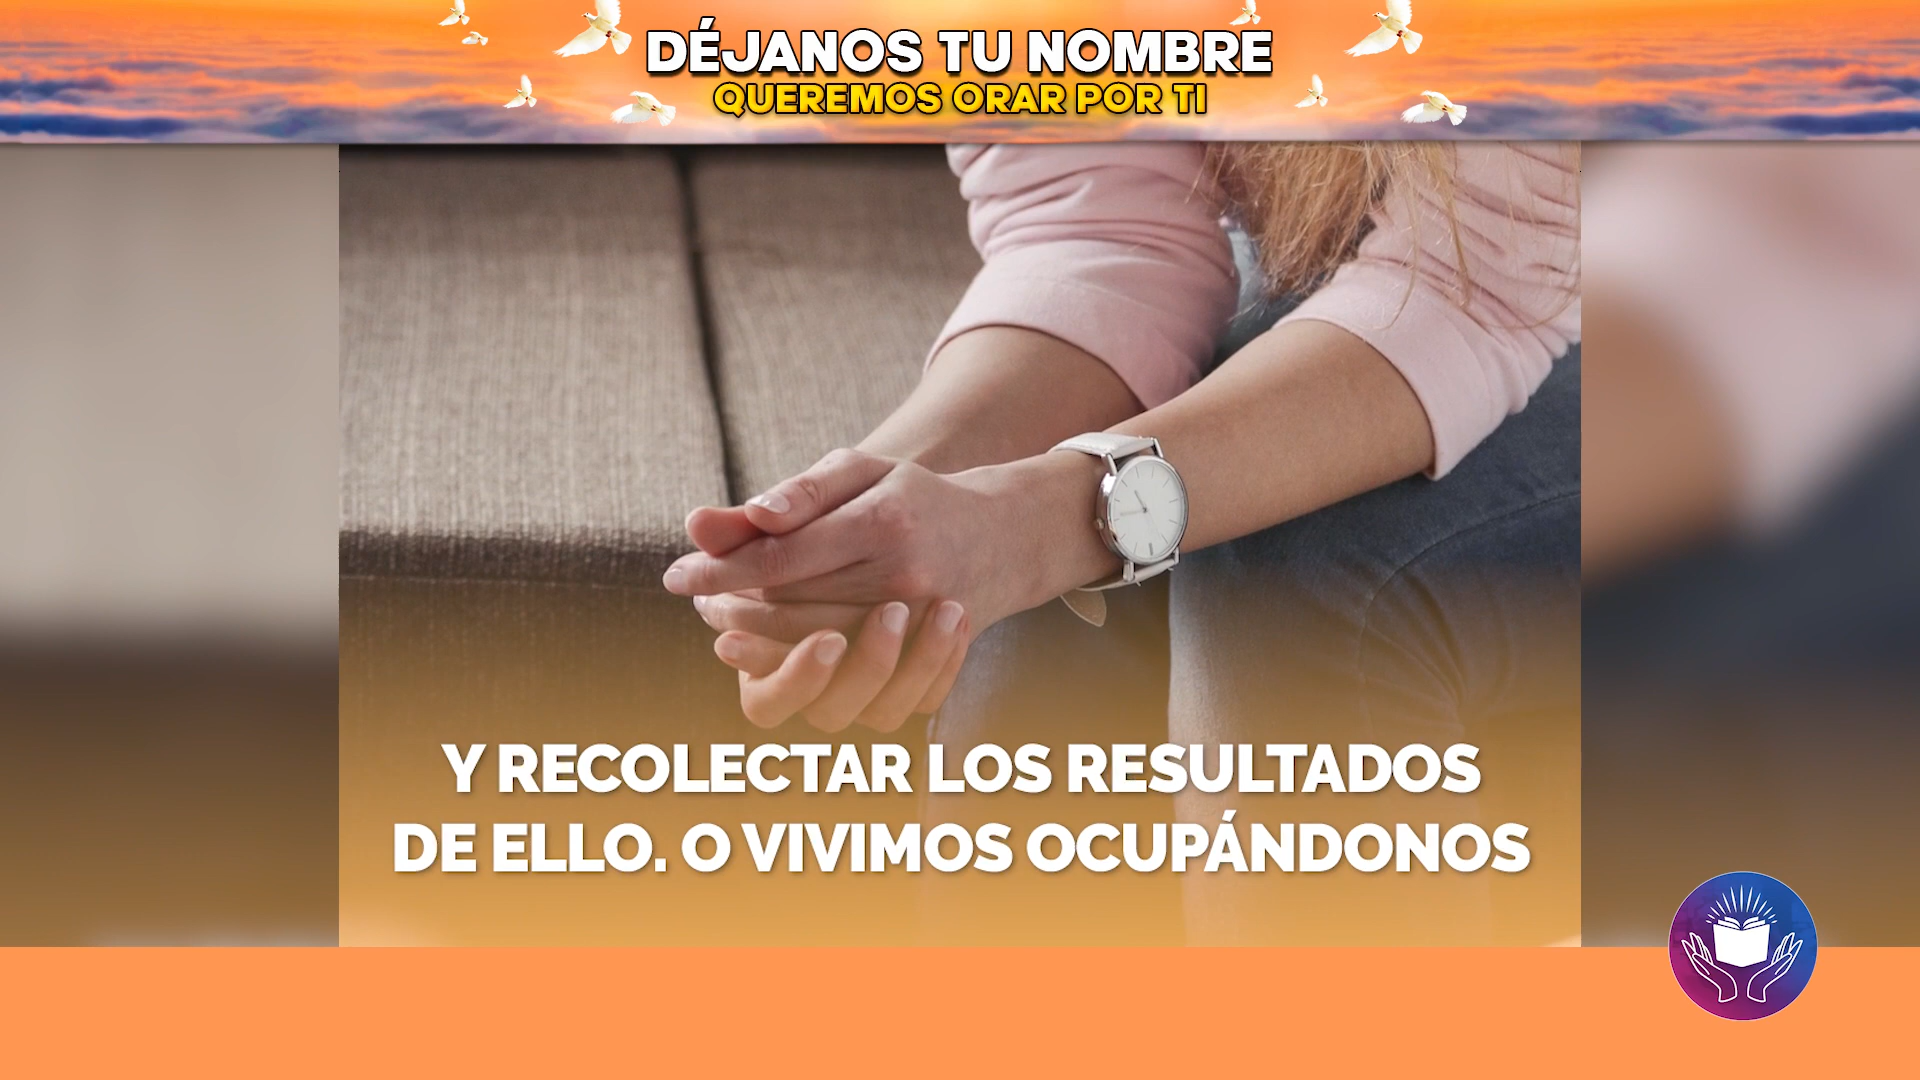 DÉJANOS TU NOMBRE
QUEREMOS ORAR POR TI
Y RECOLECTAR LOS RESULTADOS
DE ELLO. O VIVIMOS OCUPÁNDONOS